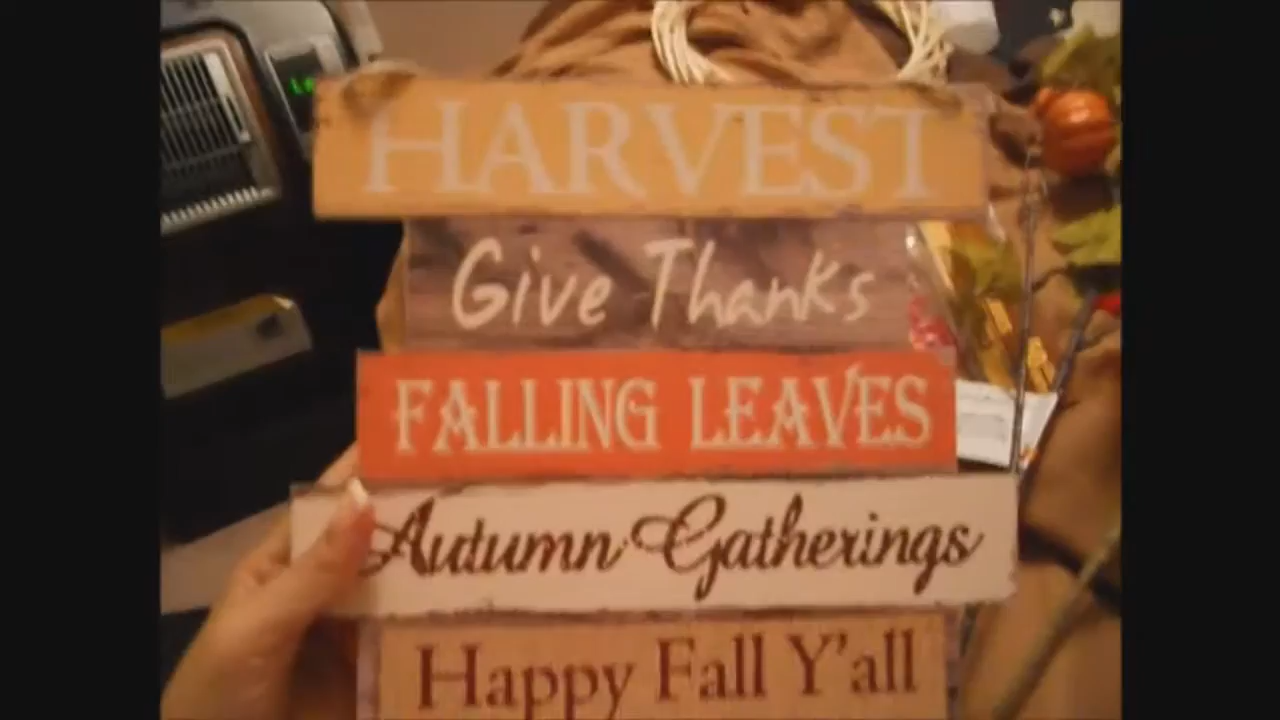 HARVEST
Give Thanks
FALLING LEAVES
Autumn Gatherings
Happy Fall Y'all